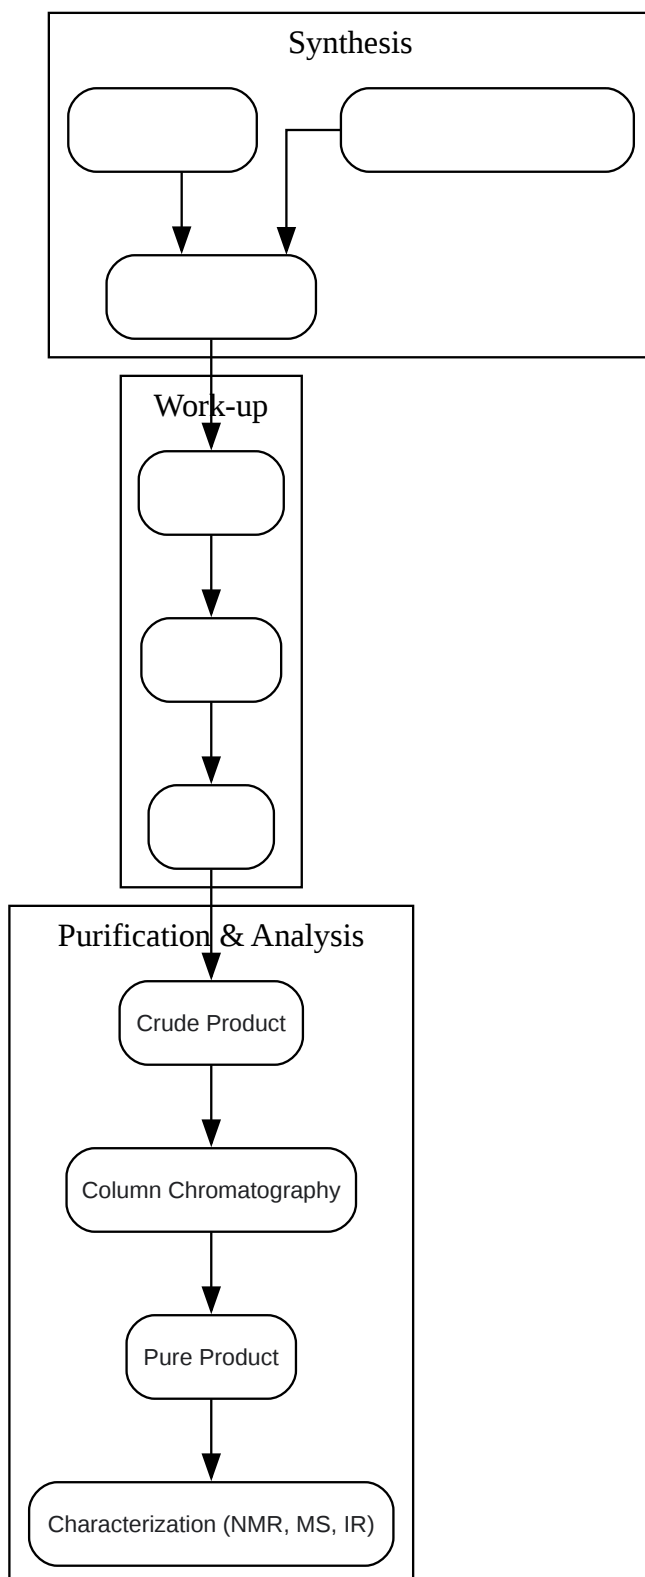 Synthesis
Work-up
Purification & Analysis
Crude Product
Column Chromatography
Pure Product
Characterization (NMR, MS, IR)